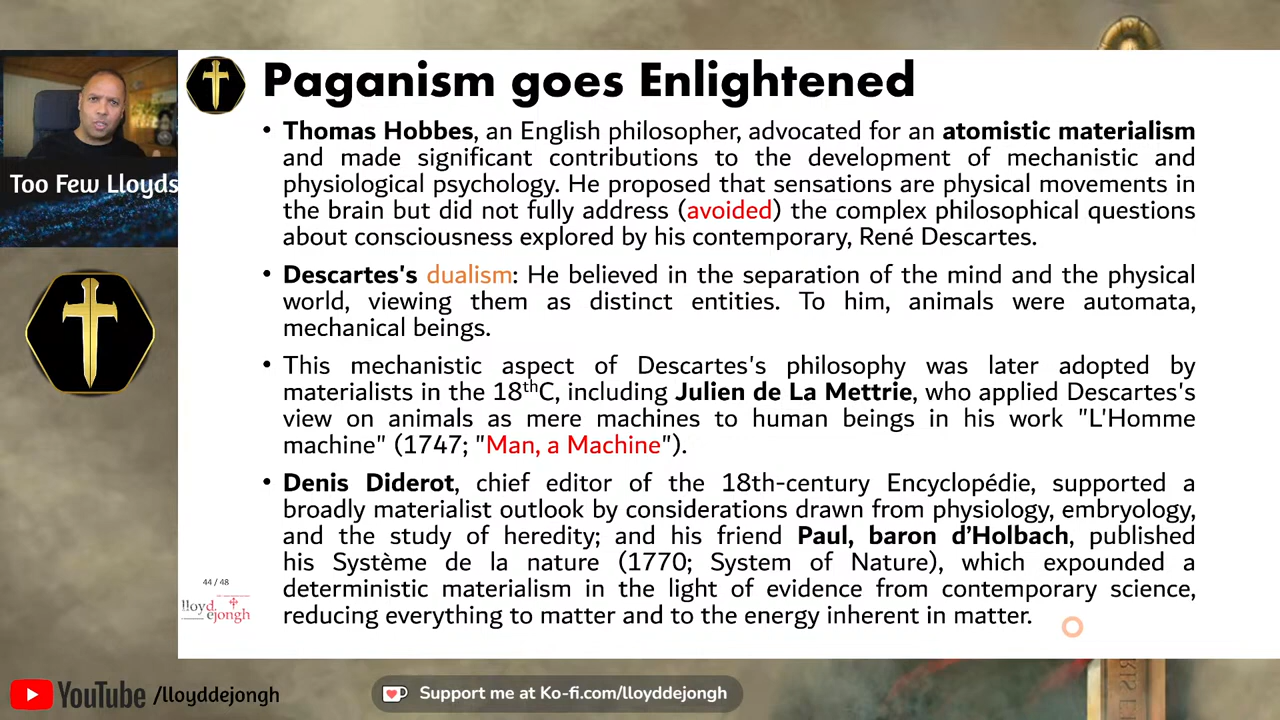 Paganism goes Enlightened
• Thomas Hobbes, an English philosopher, advocated for an atomistic materialism
and made significant contributions to the development of mechanistic and
physiological psychology. He proposed that sensations are physical movements in
the brain but did not fully address (avoided) the complex philosophical questions
about consciousness explored by his contemporary, René Descartes.
• Descartes's dualism: He believed in the separation of the mind and the physical
world, viewing them as distinct entities. To him, animals were automata,
mechanical beings.
• This mechanistic aspect of Descartes's philosophy was later adopted by
materialists in the 18thC, including Julien de La Mettrie, who applied Descartes's
view on animals as mere machines to human beings in his work "L'Homme
machine" (1747; "Man, a Machine").
• Denis Diderot, chief editor of the 18th-century Encyclopédie, supported a
broadly materialist outlook by considerations drawn from physiology, embryology,
and the study of heredity; and his friend Paul, baron d’Holbach, published
his Système de la nature (1770; System of Nature), which expounded a
deterministic materialism in the light of evidence from contemporary science,
reducing everything to matter and to the energy inherent in matter.
Too Few Lloyds
44 / 48
lloyd
ejongh
YouTube /lloyddejongh
Support me at Ko-fi.com/lloyddejongh